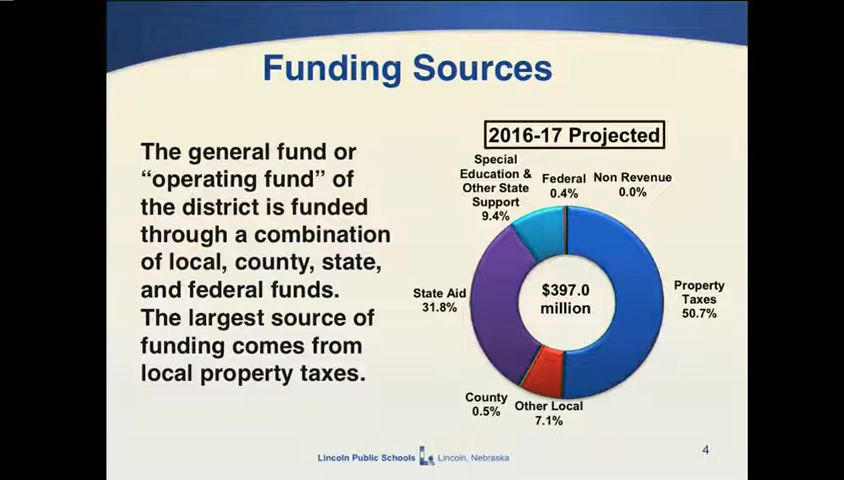 Funding Sources
The general fund or
“operating fund” of
the district is funded
through a combination
of local, county, state,
and federal funds.
The largest source of
funding comes from
local property taxes.
2016-17 Projected
Special
Education &
Other State
Support
9.4%
Federal
0.4%
Non Revenue
0.0%
State Aid
31.8%
$397.0
million
Property
Taxes
50.7%
County
0.5%
Other Local
7.1%
Lincoln Public Schools Lincoln, Nebraska
4